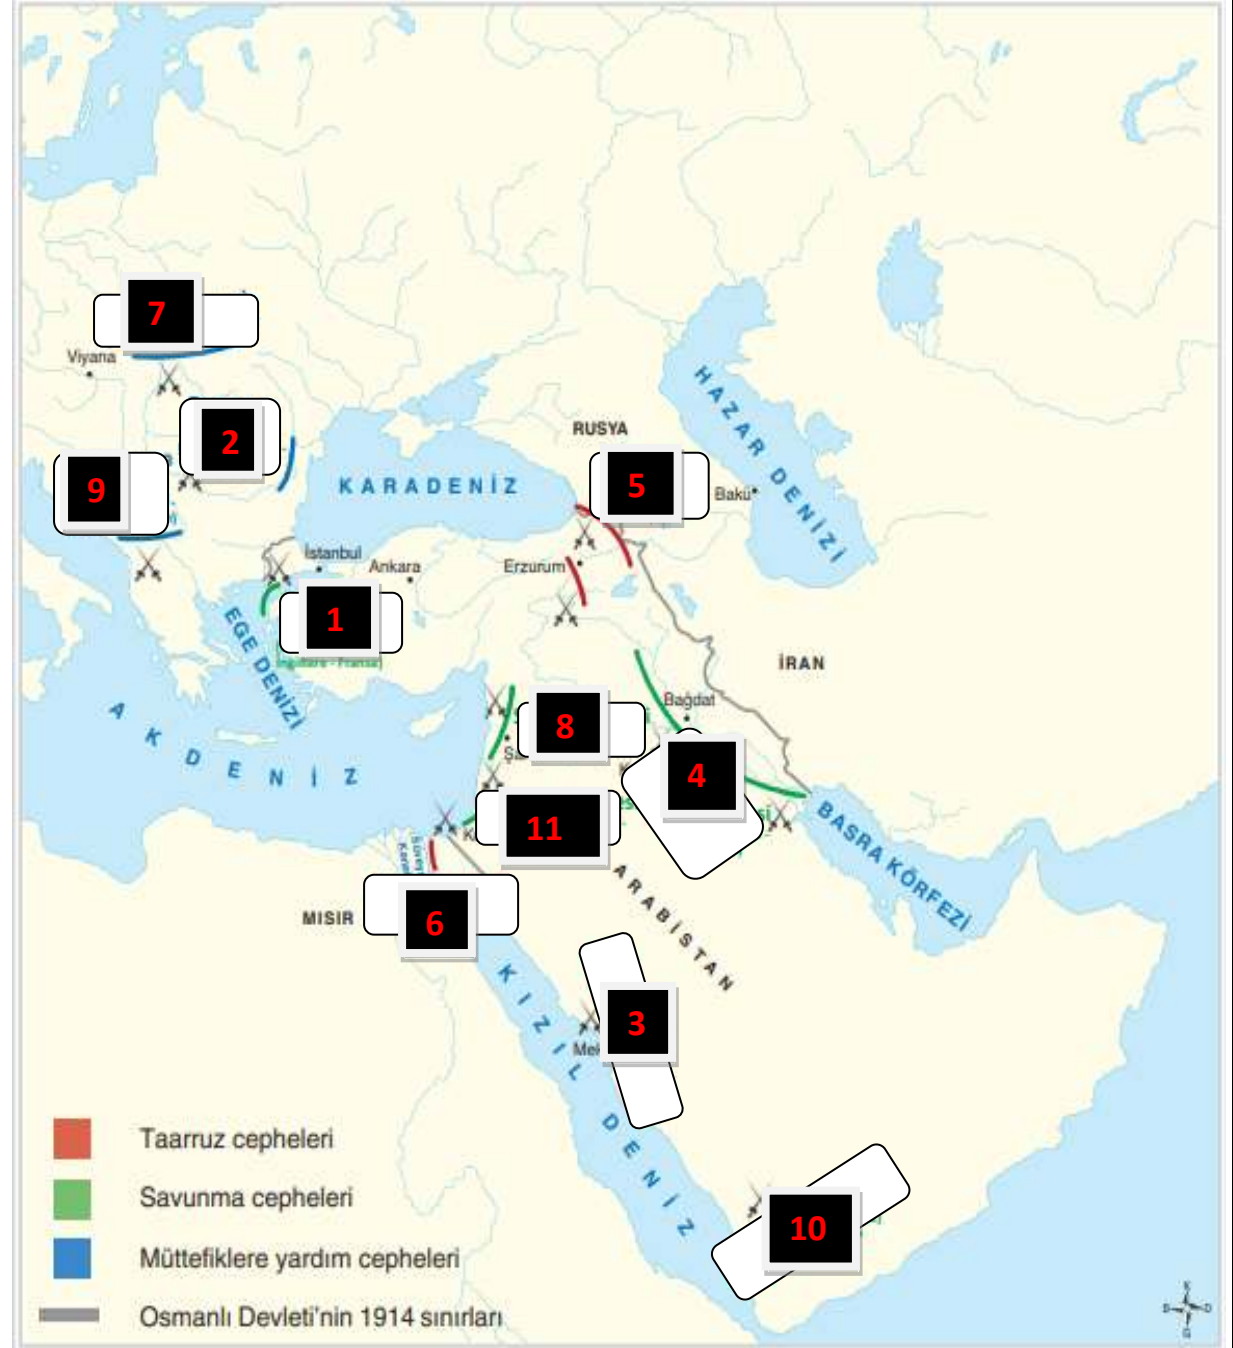 7
Viyana
2
9
RUSYA
5
HAZAR DENİZİ
Bakü
KARADENİZ
İstanbul
Ankara
Erzurum
1
EGE DENİZİ
İngiltere - Fransa)
İRAN
AKDENİZ
Bağdat
8
4
11
BASRA KÖRFEZİ
ARABİSTAN
MISIR
6
KIZIL DENİZ
3
10
Taarruz cepheleri
Savunma cepheleri
Müttefiklere yardım cepheleri
Osmanlı Devleti'nin 1914 sınırları
K
B
D
G